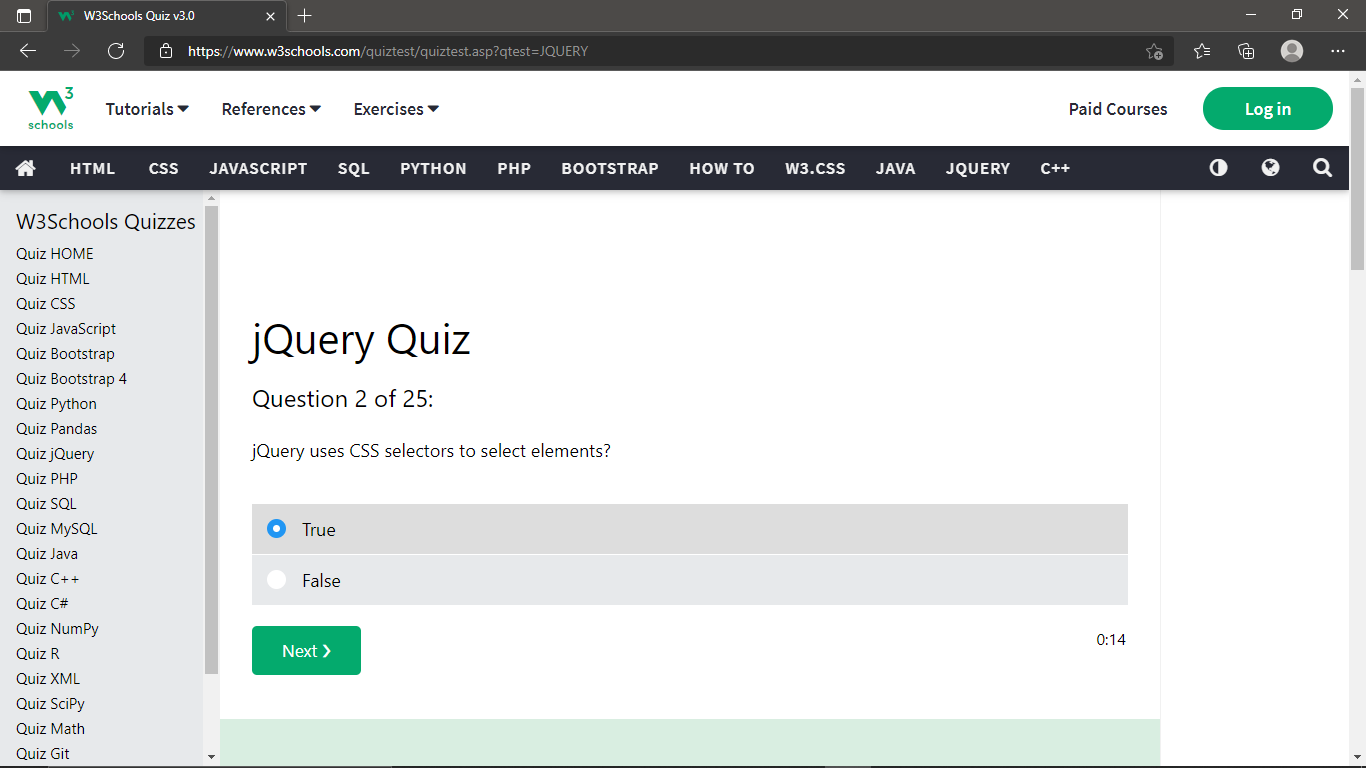 W3Schools Quiz v3.0
https://www.w3schools.com/quiztest/quiztest.asp?qtest=JQUERY
W3 schools
Tutorials References Exercises Paid Courses Log in
HTML CSS JAVASCRIPT SQL PYTHON PHP BOOTSTRAP HOW TO W3.CSS JAVA JQUERY C++
W3Schools Quizzes
Quiz HOME
Quiz HTML
Quiz CSS
Quiz JavaScript
Quiz Bootstrap
Quiz Bootstrap 4
Quiz Python
Quiz Pandas
Quiz jQuery
Quiz PHP
Quiz SQL
Quiz MySQL
Quiz Java
Quiz C++
Quiz C#
Quiz NumPy
Quiz R
Quiz XML
Quiz SciPy
Quiz Math
Quiz Git
jQuery Quiz
Question 2 of 25:
jQuery uses CSS selectors to select elements?
True
False
Next ❯
0:14